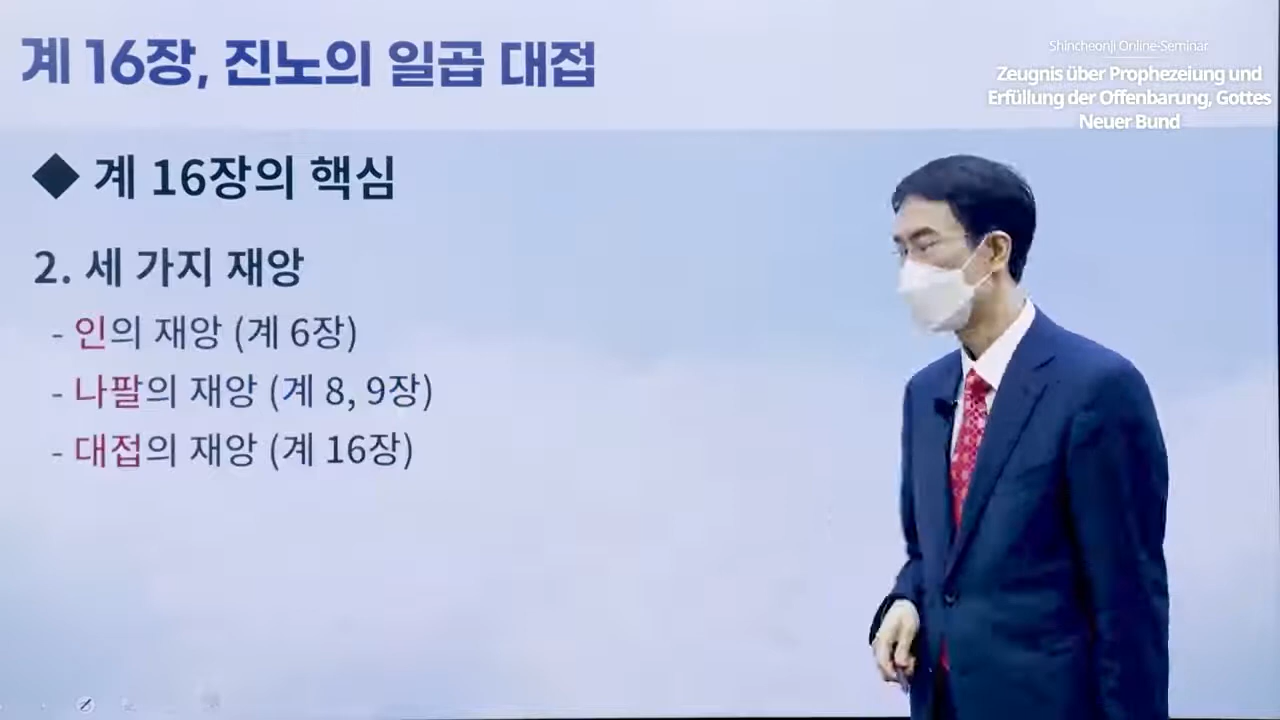 계 16장, 진노의 일곱 대접
Shincheonji Online-Seminar
Zeugnis über Prophezeiung und
Erfüllung der Offenbarung, Gottes
Neuer Bund
◆ 계 16장의 핵심
2. 세 가지 재앙
- 인의 재앙 (계 6장)
- 나팔의 재앙 (계 8, 9장)
- 대접의 재앙 (계 16장)